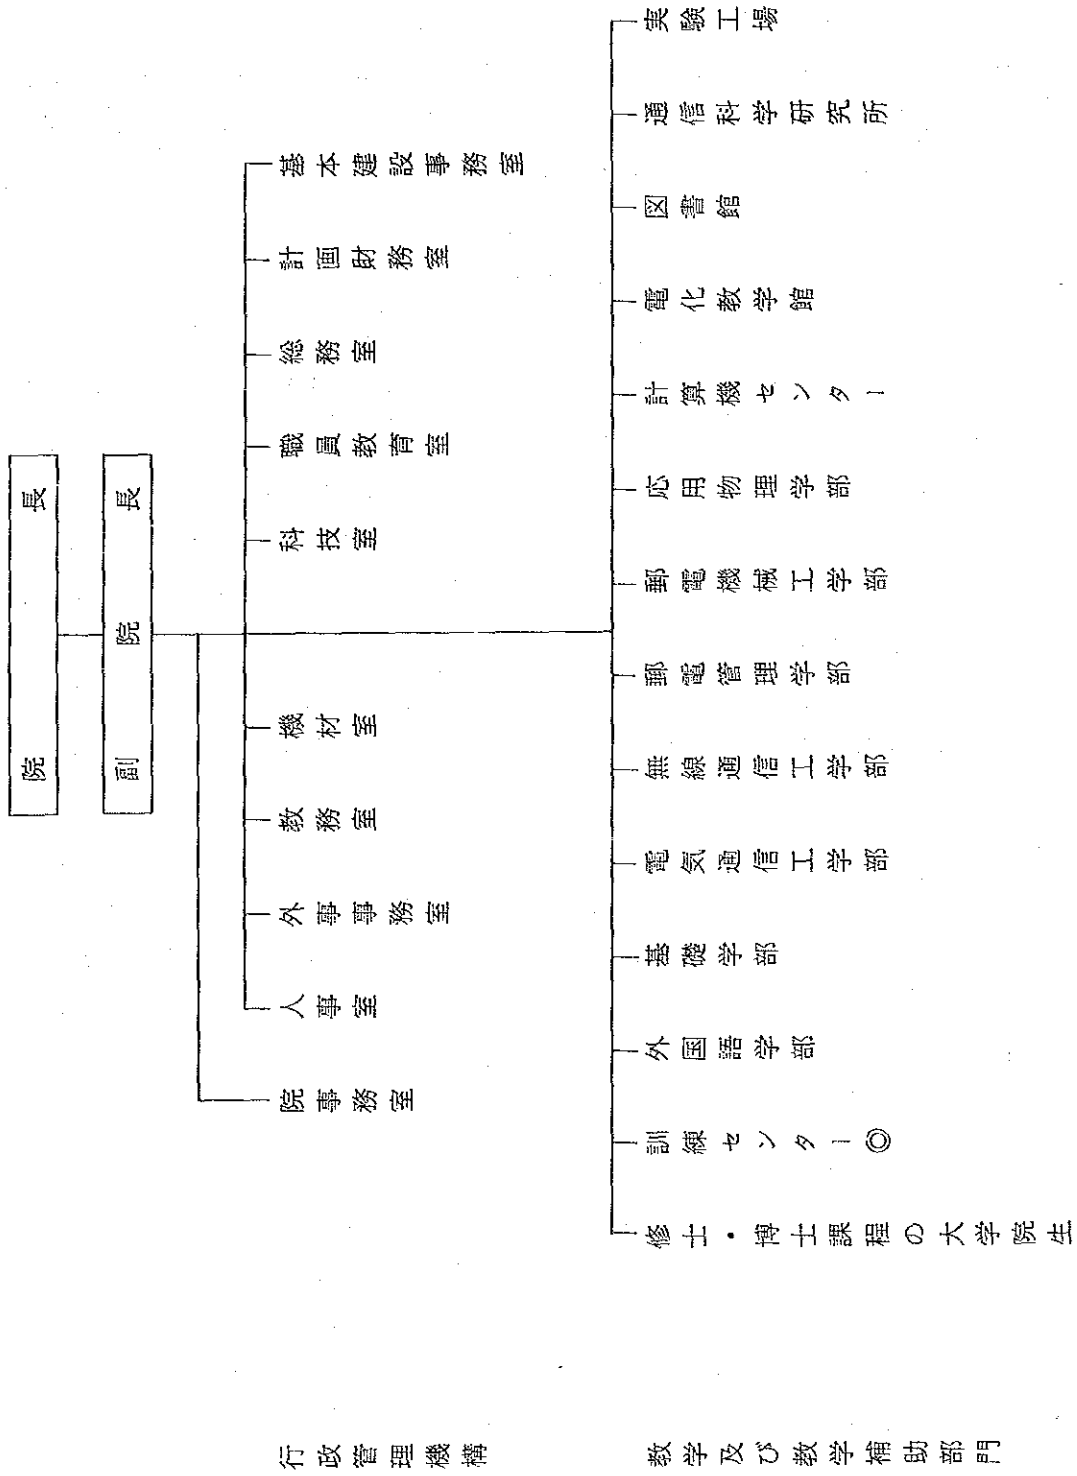 院長
副院長
行政管理機構
院事務室
人事室
外事事務室
教務室
機材室
科技室
職員教育室
総務室
計画財務室
基本建設事務室
教学及び教学補助部門
修士・博士課程の大学院生
訓練センター◎
外国語学部
基礎学部
電気通信工学部
無線通信工学部
郵電管理学部
郵電機械工学部
応用物理学部
計算機センター
電化教学館
図書館
通信科学研究所
実験工場